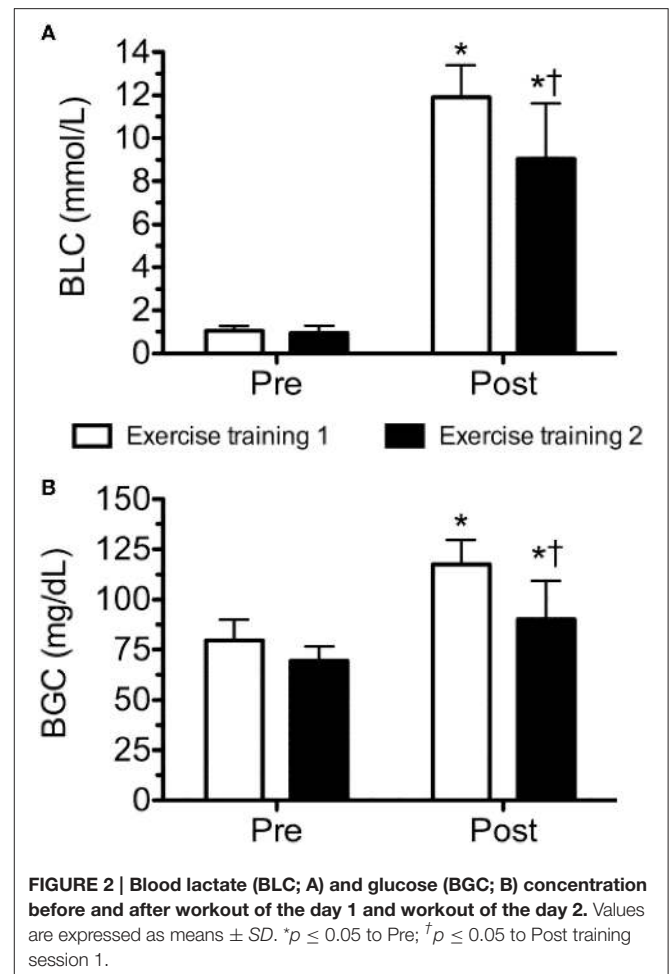 A
14
12
10
8
6
4
2
0
BLC (mmol/L)
*
*†
Pre Post
Exercise training 1 Exercise training 2
B
150
125
100
75
50
25
0
BGC (mg/dL)
*
*†
Pre Post
FIGURE 2 | Blood lactate (BLC; A) and glucose (BGC; B) concentration
before and after workout of the day 1 and workout of the day 2. Values
are expressed as means ± SD. *p ≤ 0.05 to Pre; †p ≤ 0.05 to Post training
session 1.